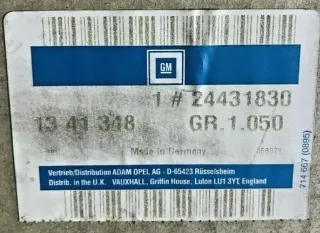 GM
1 # 24431830
13 41 348 GR.1.050
Made in Germany
Vertrieb/Distribution ADAM OPEL AG - D-65423 Rüsselsheim
Distrib. in the U.K. VAUXHALL, Griffin House, Luton LU1 3YT, England
714 667 (0895)